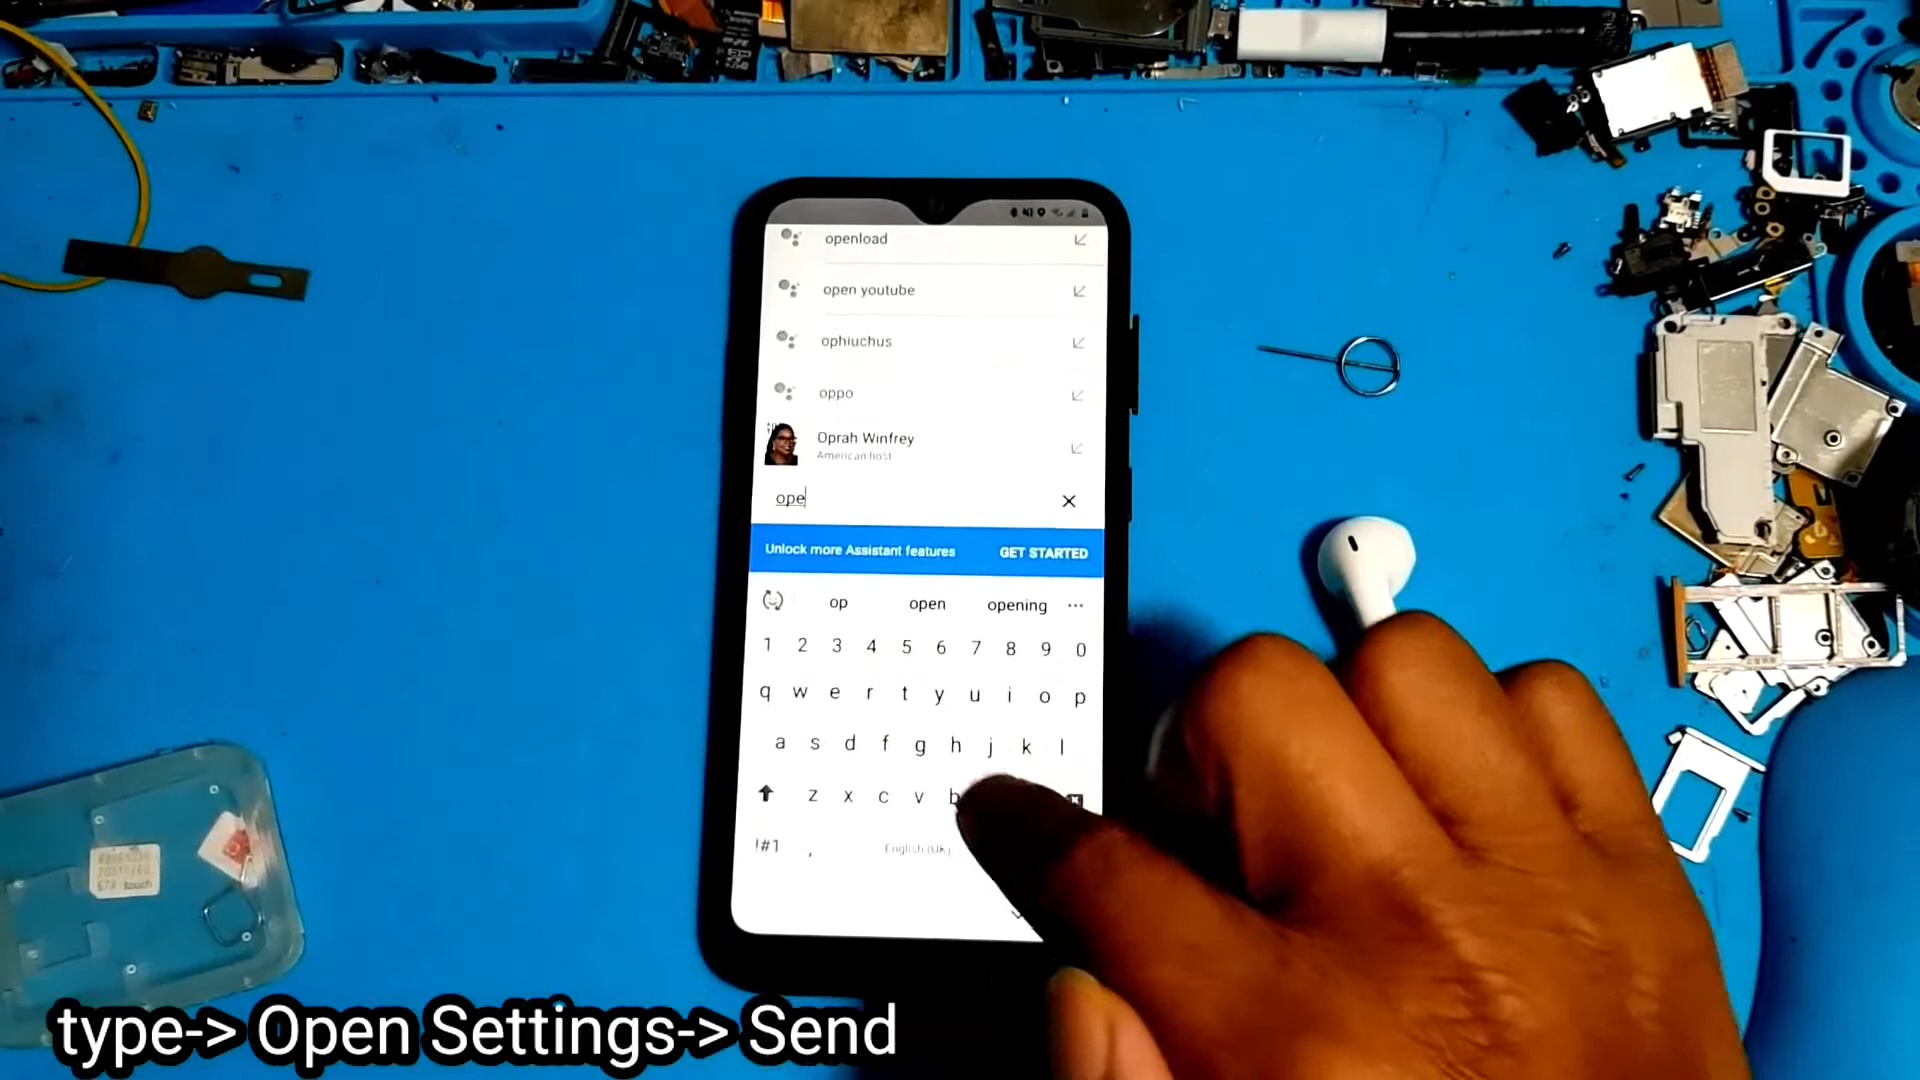 openload
open youtube
ophiuchus
oppo
Oprah Winfrey
American host
ope
Unlock more Assistant features GET STARTED
op open opening ...
1 2 3 4 5 6 7 8 9 0
q w e r t y u i o p
a s d f g h j k l
z x c v b
!#1 , English (UK)
touch
type-> Open Settings-> Send